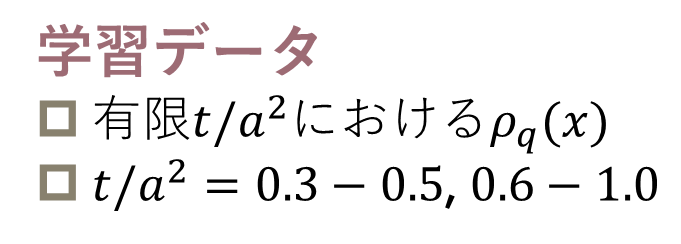 学習データ
有限t/a²におけるρ_q(x)
t/a² = 0.3 − 0.5, 0.6 − 1.0